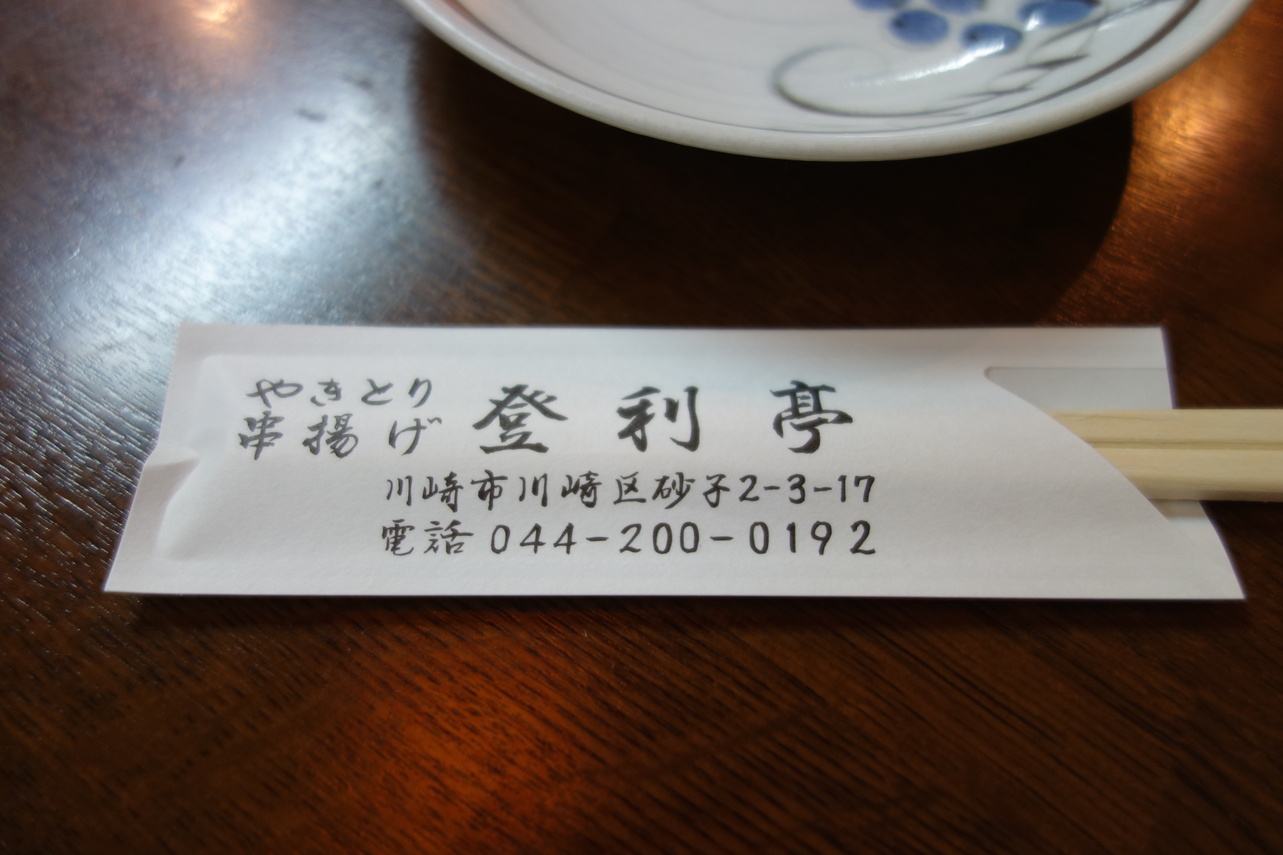 やきとり
串揚げ
登利亭
川崎市川崎区砂子2-3-17
電話 044-200-0192